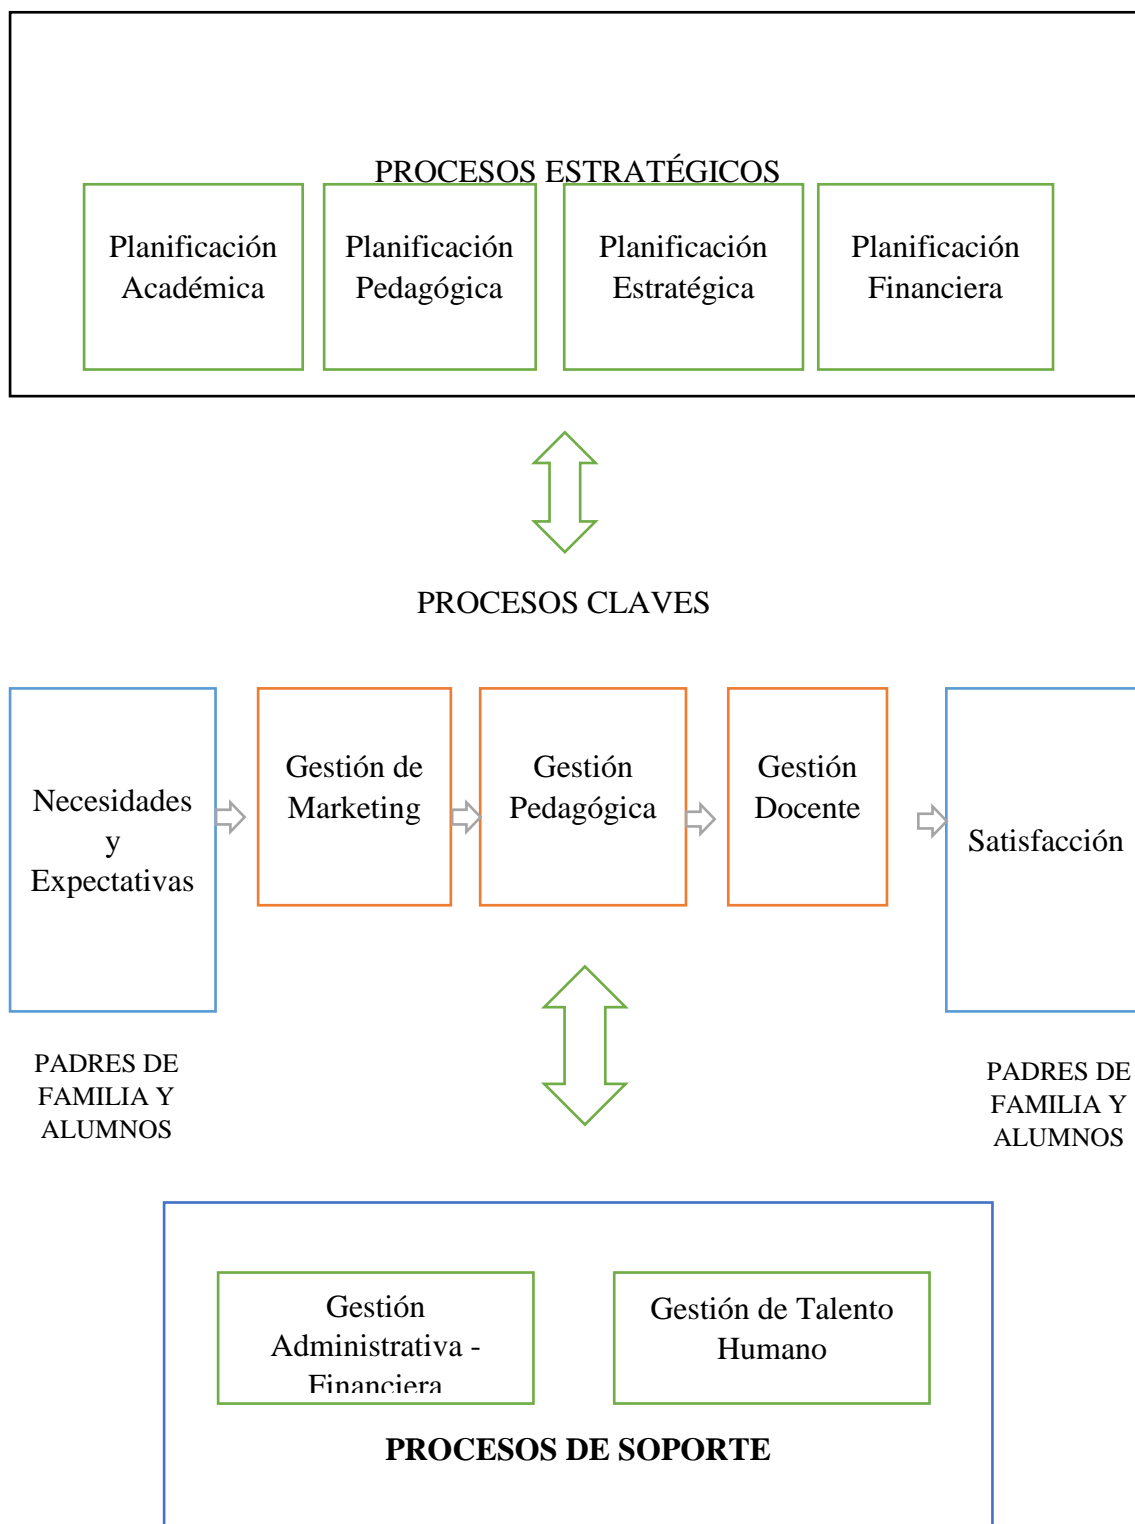 PROCESOS ESTRATÉGICOS
Planificación
Académica
Planificación
Pedagógica
Planificación
Estratégica
Planificación
Financiera
PROCESOS CLAVES
Necesidades
y
Expectativas
Gestión de
Marketing
Gestión
Pedagógica
Gestión
Docente
Satisfacción
PADRES DE
FAMILIA Y
ALUMNOS
PADRES DE
FAMILIA Y
ALUMNOS
Gestión
Administrativa -
Financiera
Gestión de Talento
Humano
PROCESOS DE SOPORTE